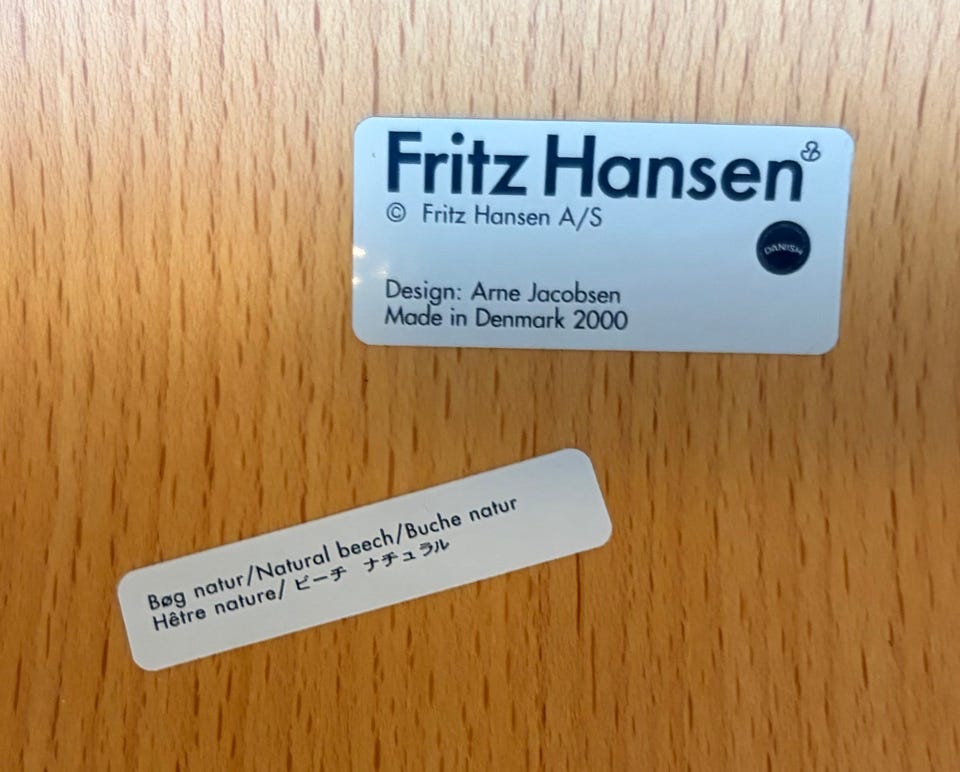 Fritz Hansen
© Fritz Hansen A/S
DANISH
Design: Arne Jacobsen
Made in Denmark 2000
Bøg natur/Natural beech/Buche natur
Hêtre nature/ ビーチ ナチュラル